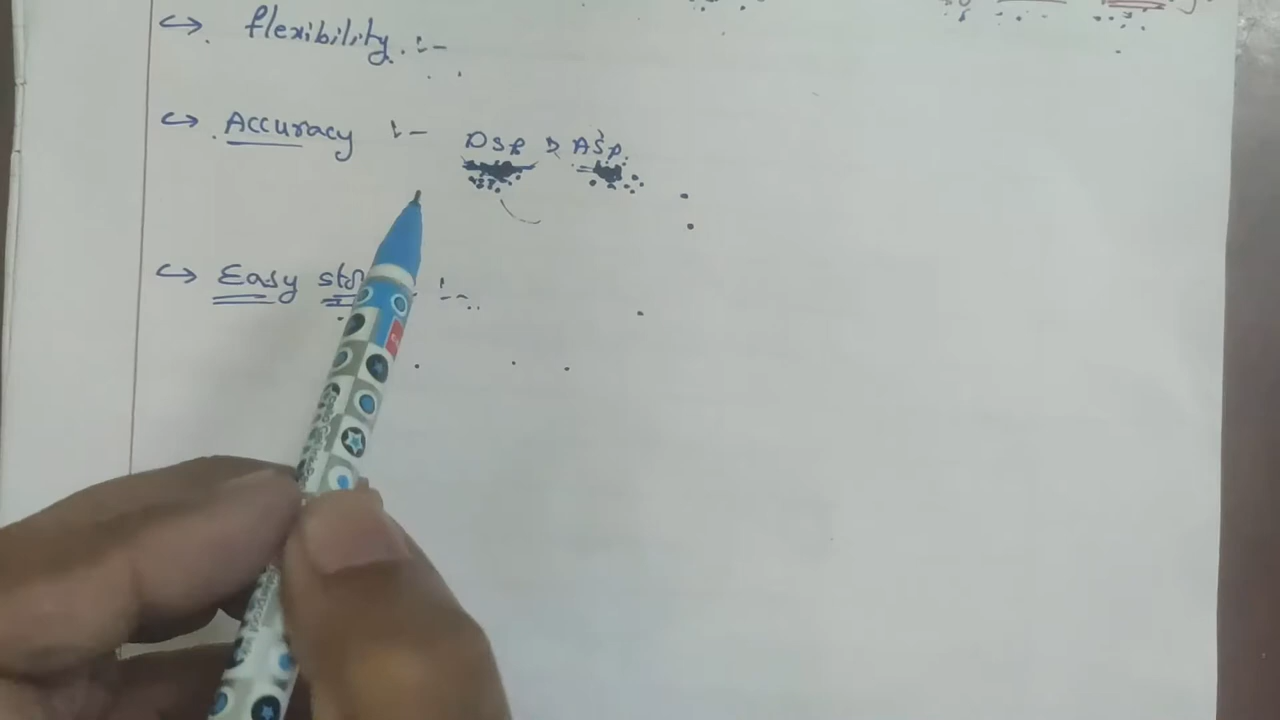 ↪ flexibility :-
↪ Accuracy :- DSP > ASP.
↪ Easy :-